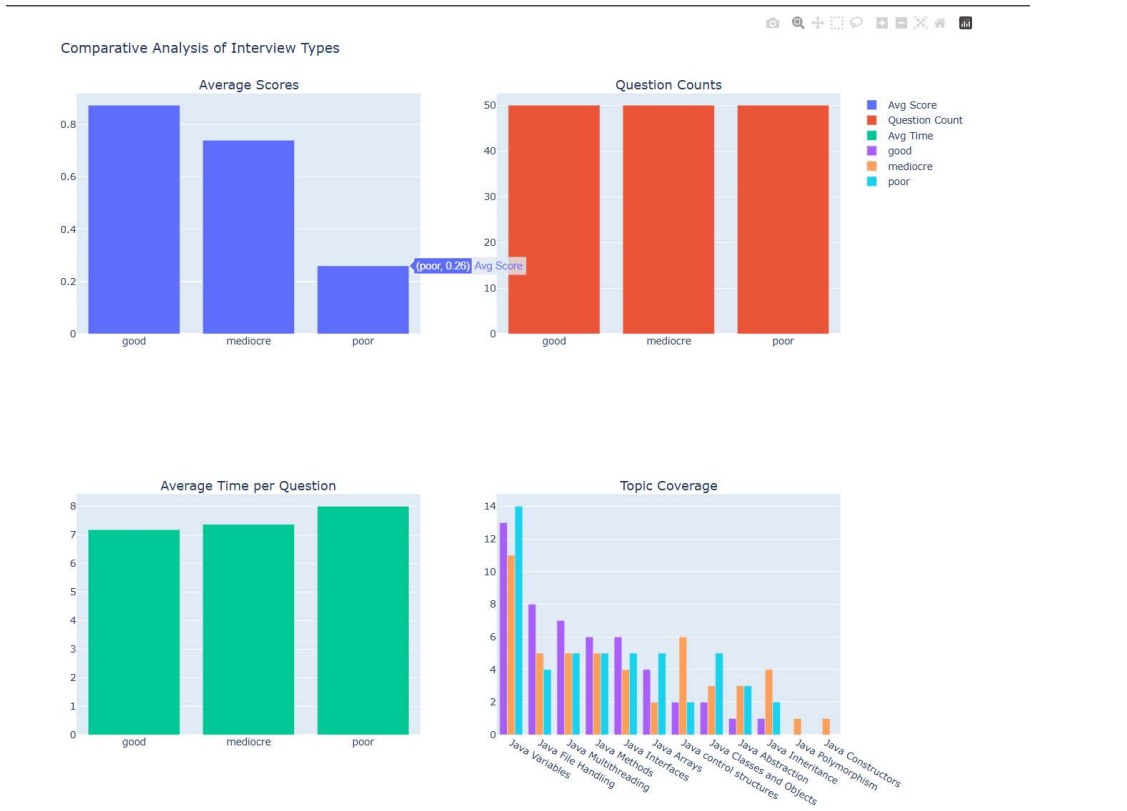 Comparative Analysis of Interview Types
Average Scores
0.8
0.6
0.4
0.2
0
good mediocre poor
(poor, 0.26) Avg Score
Question Counts
50
40
30
20
10
0
good mediocre poor
Avg Score
Question Count
Avg Time
good
mediocre
poor
Average Time per Question
8
7
6
5
4
3
2
1
0
good mediocre poor
Topic Coverage
14
12
10
8
6
4
2
0
Java Variables
Java File Handling
Java Multithreading
Java Methods
Java Interfaces
Java Arrays
Java control structures
Java Classes and Objects
Java Abstraction
Java Inheritance
Java Polymorphism
Java Constructors